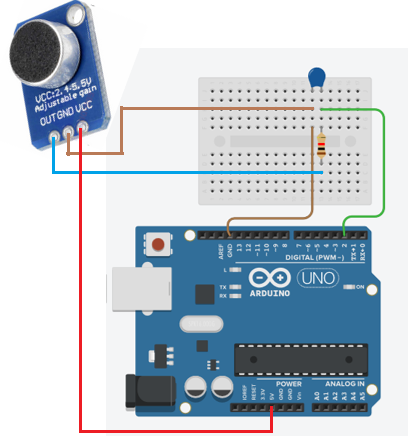 VCC:2.4-5.5V
Adjustable gain
OUT GND VCC
AREF
GND
13
12
~11
~10
~9
8
7
~6
~5
4
~3
2
TX→1
RX←0
DIGITAL (PWM~)
L
TX
RX
ARDUINO
UNO
ON
IOREF
RESET
3.3V
5V
GND
GND
Vin
POWER
ANALOG IN
A0
A1
A2
A3
A4
A5